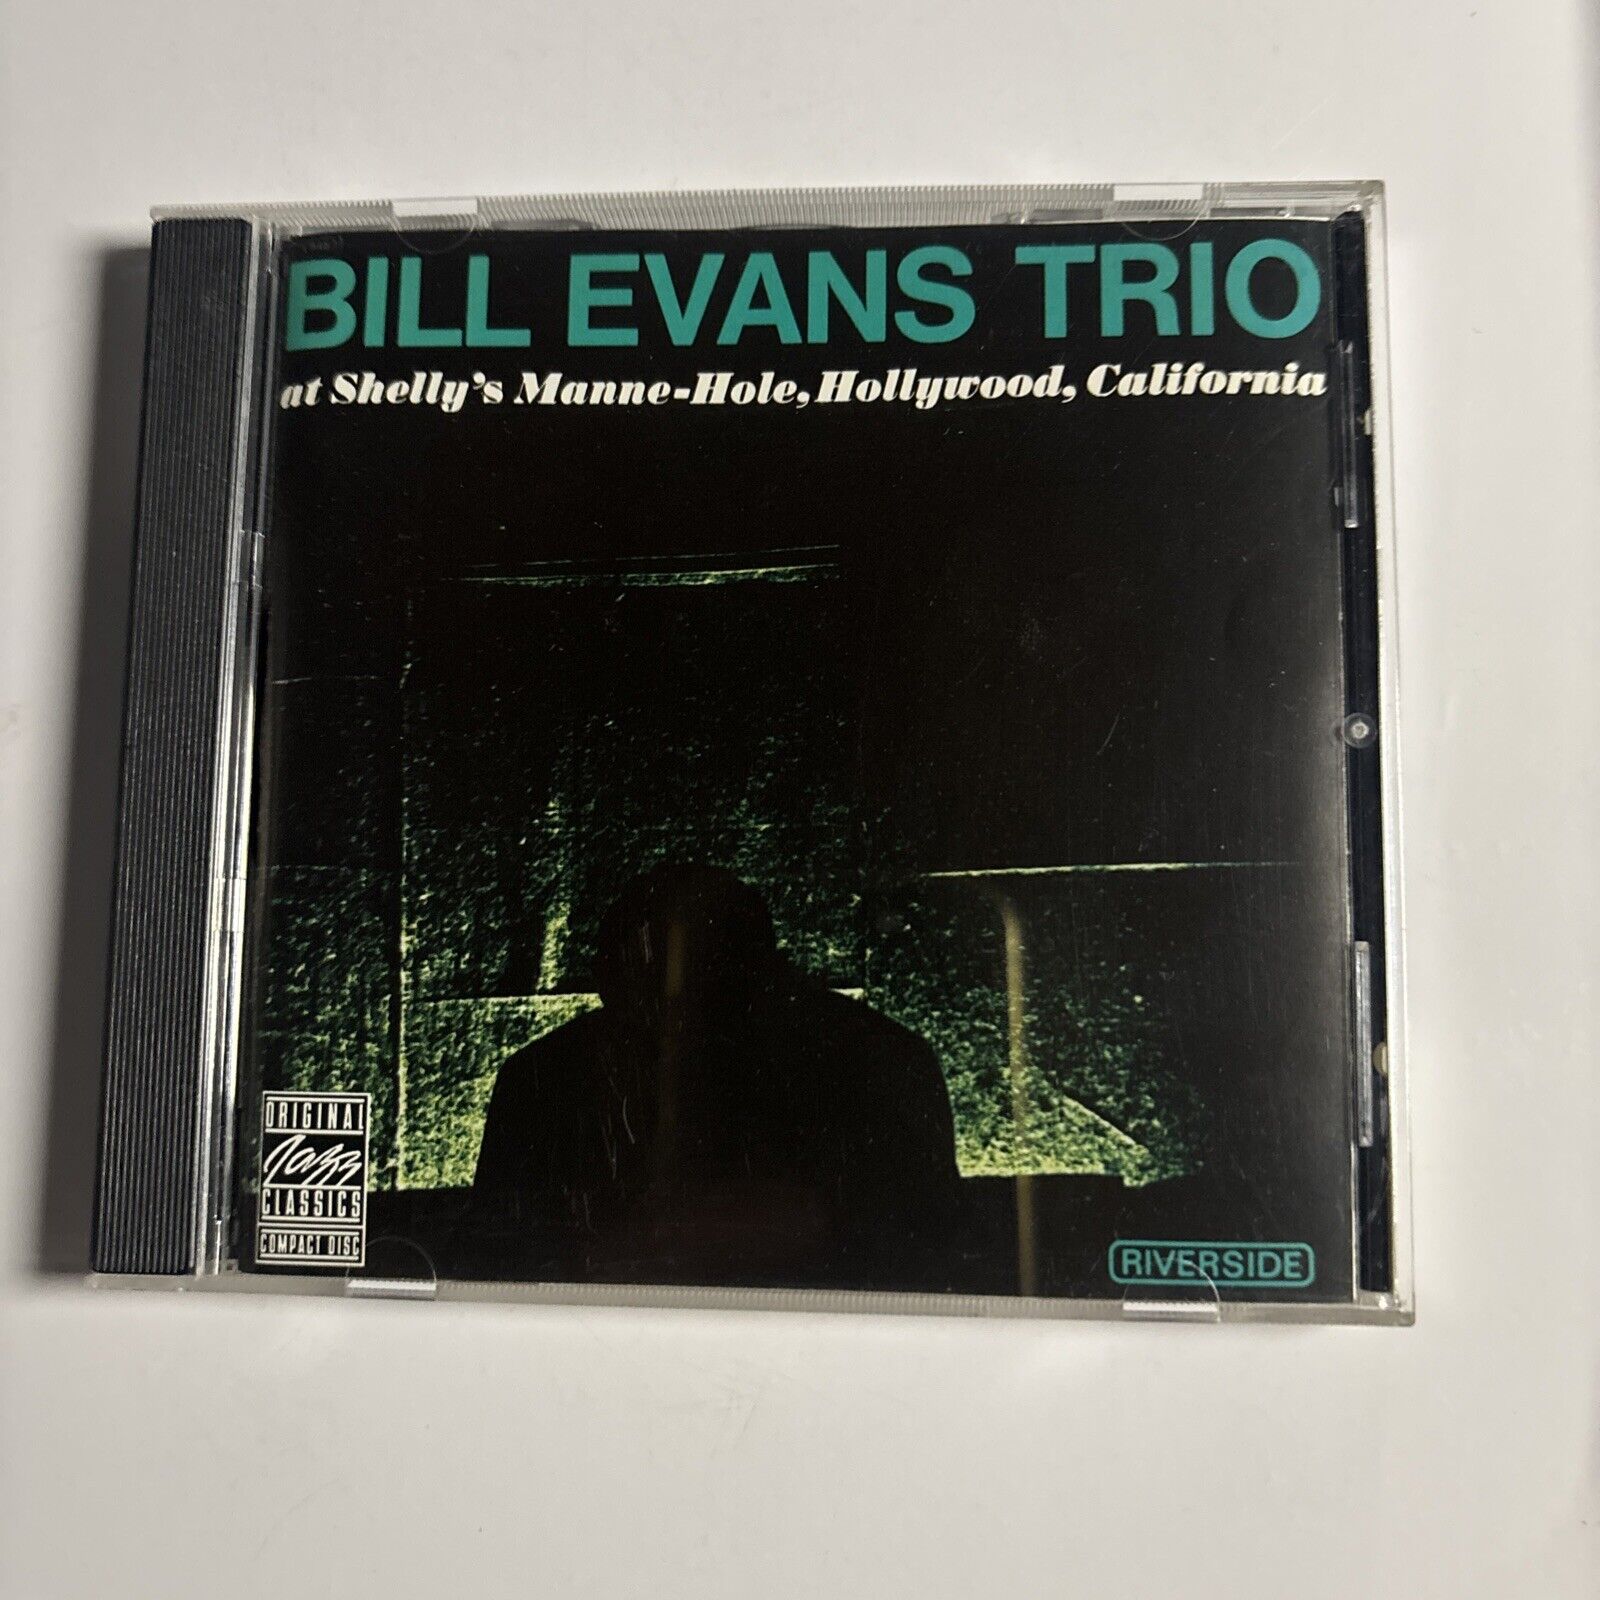 BILL EVANS TRIO
at Shelly's Manne-Hole, Hollywood, California
ORIGINAL
Jazz
CLASSICS
COMPACT DISC
RIVERSIDE